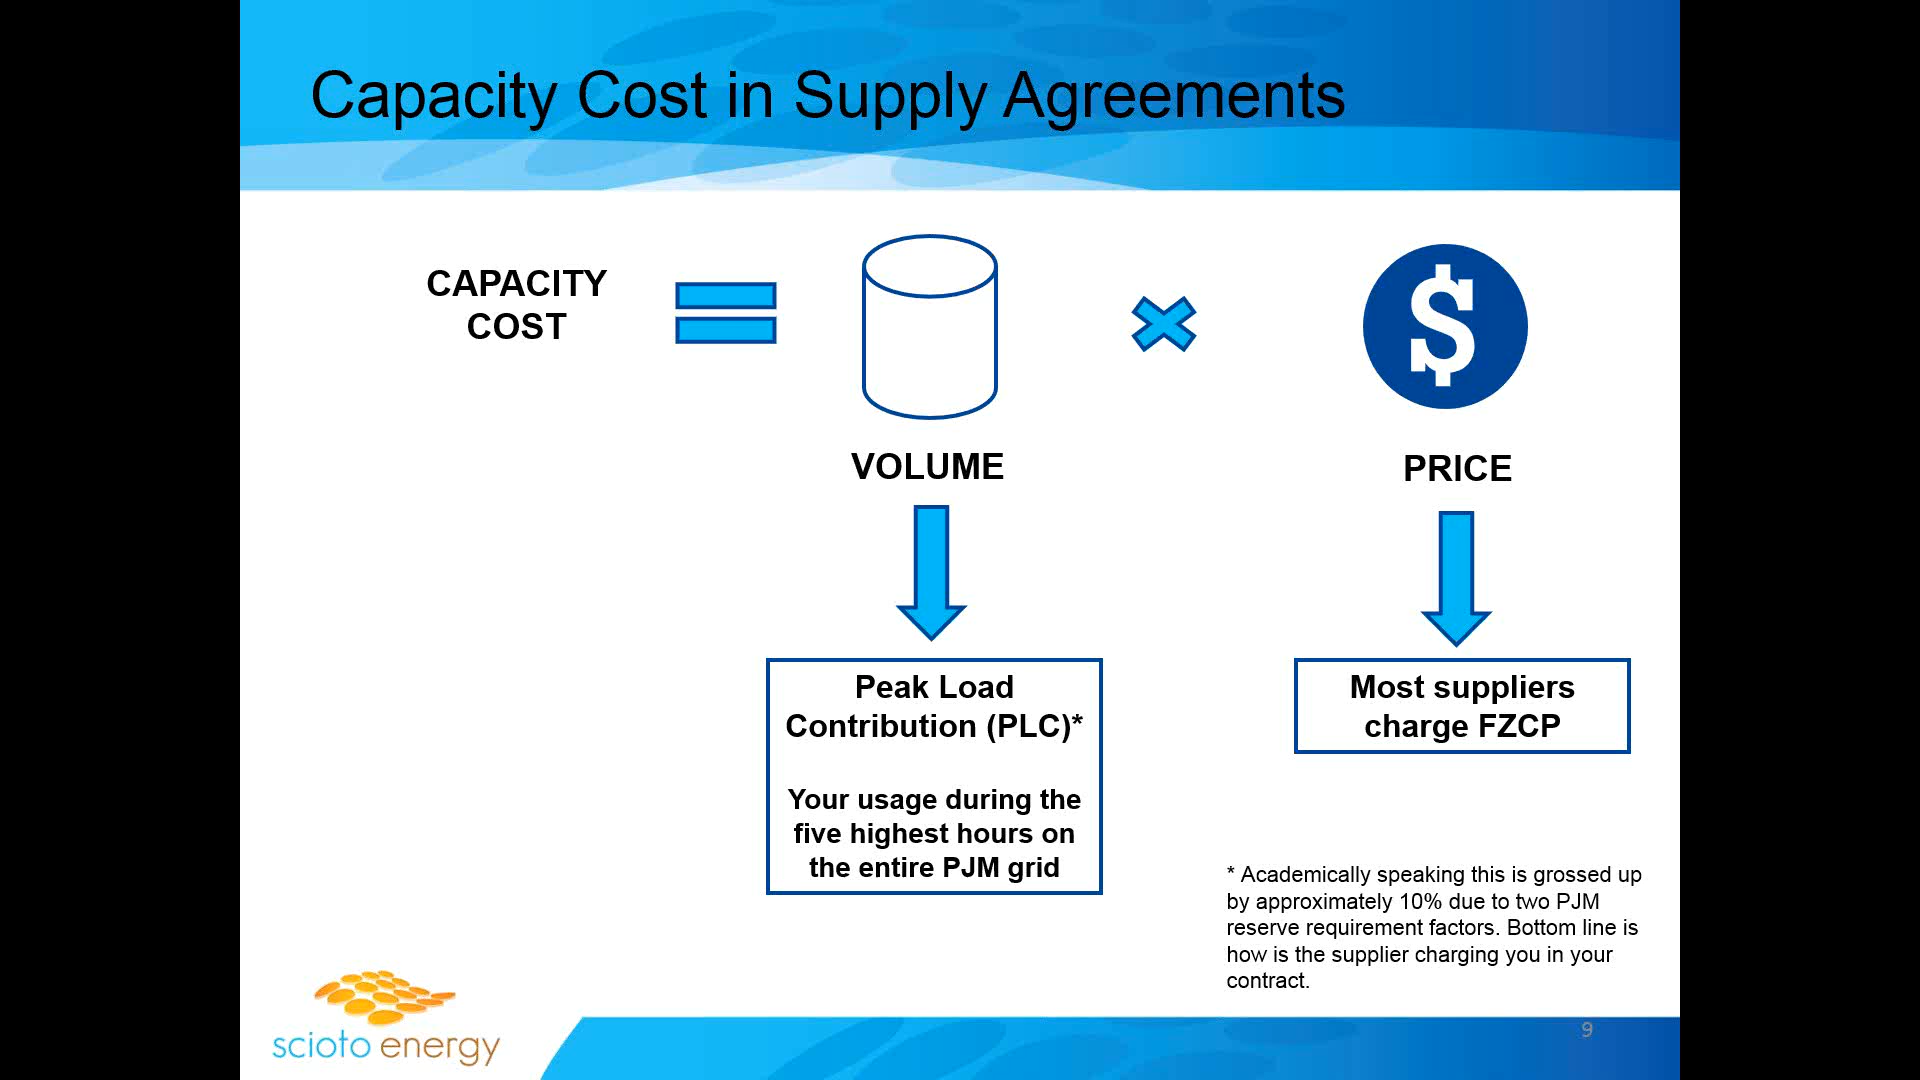 Capacity Cost in Supply Agreements
CAPACITY
COST
$
VOLUME
PRICE
Peak Load
Contribution (PLC)*
Your usage during the
five highest hours on
the entire PJM grid
Most suppliers
charge FZCP
* Academically speaking this is grossed up
by approximately 10% due to two PJM
reserve requirement factors. Bottom line is
how is the supplier charging you in your
contract.
scioto energy
9